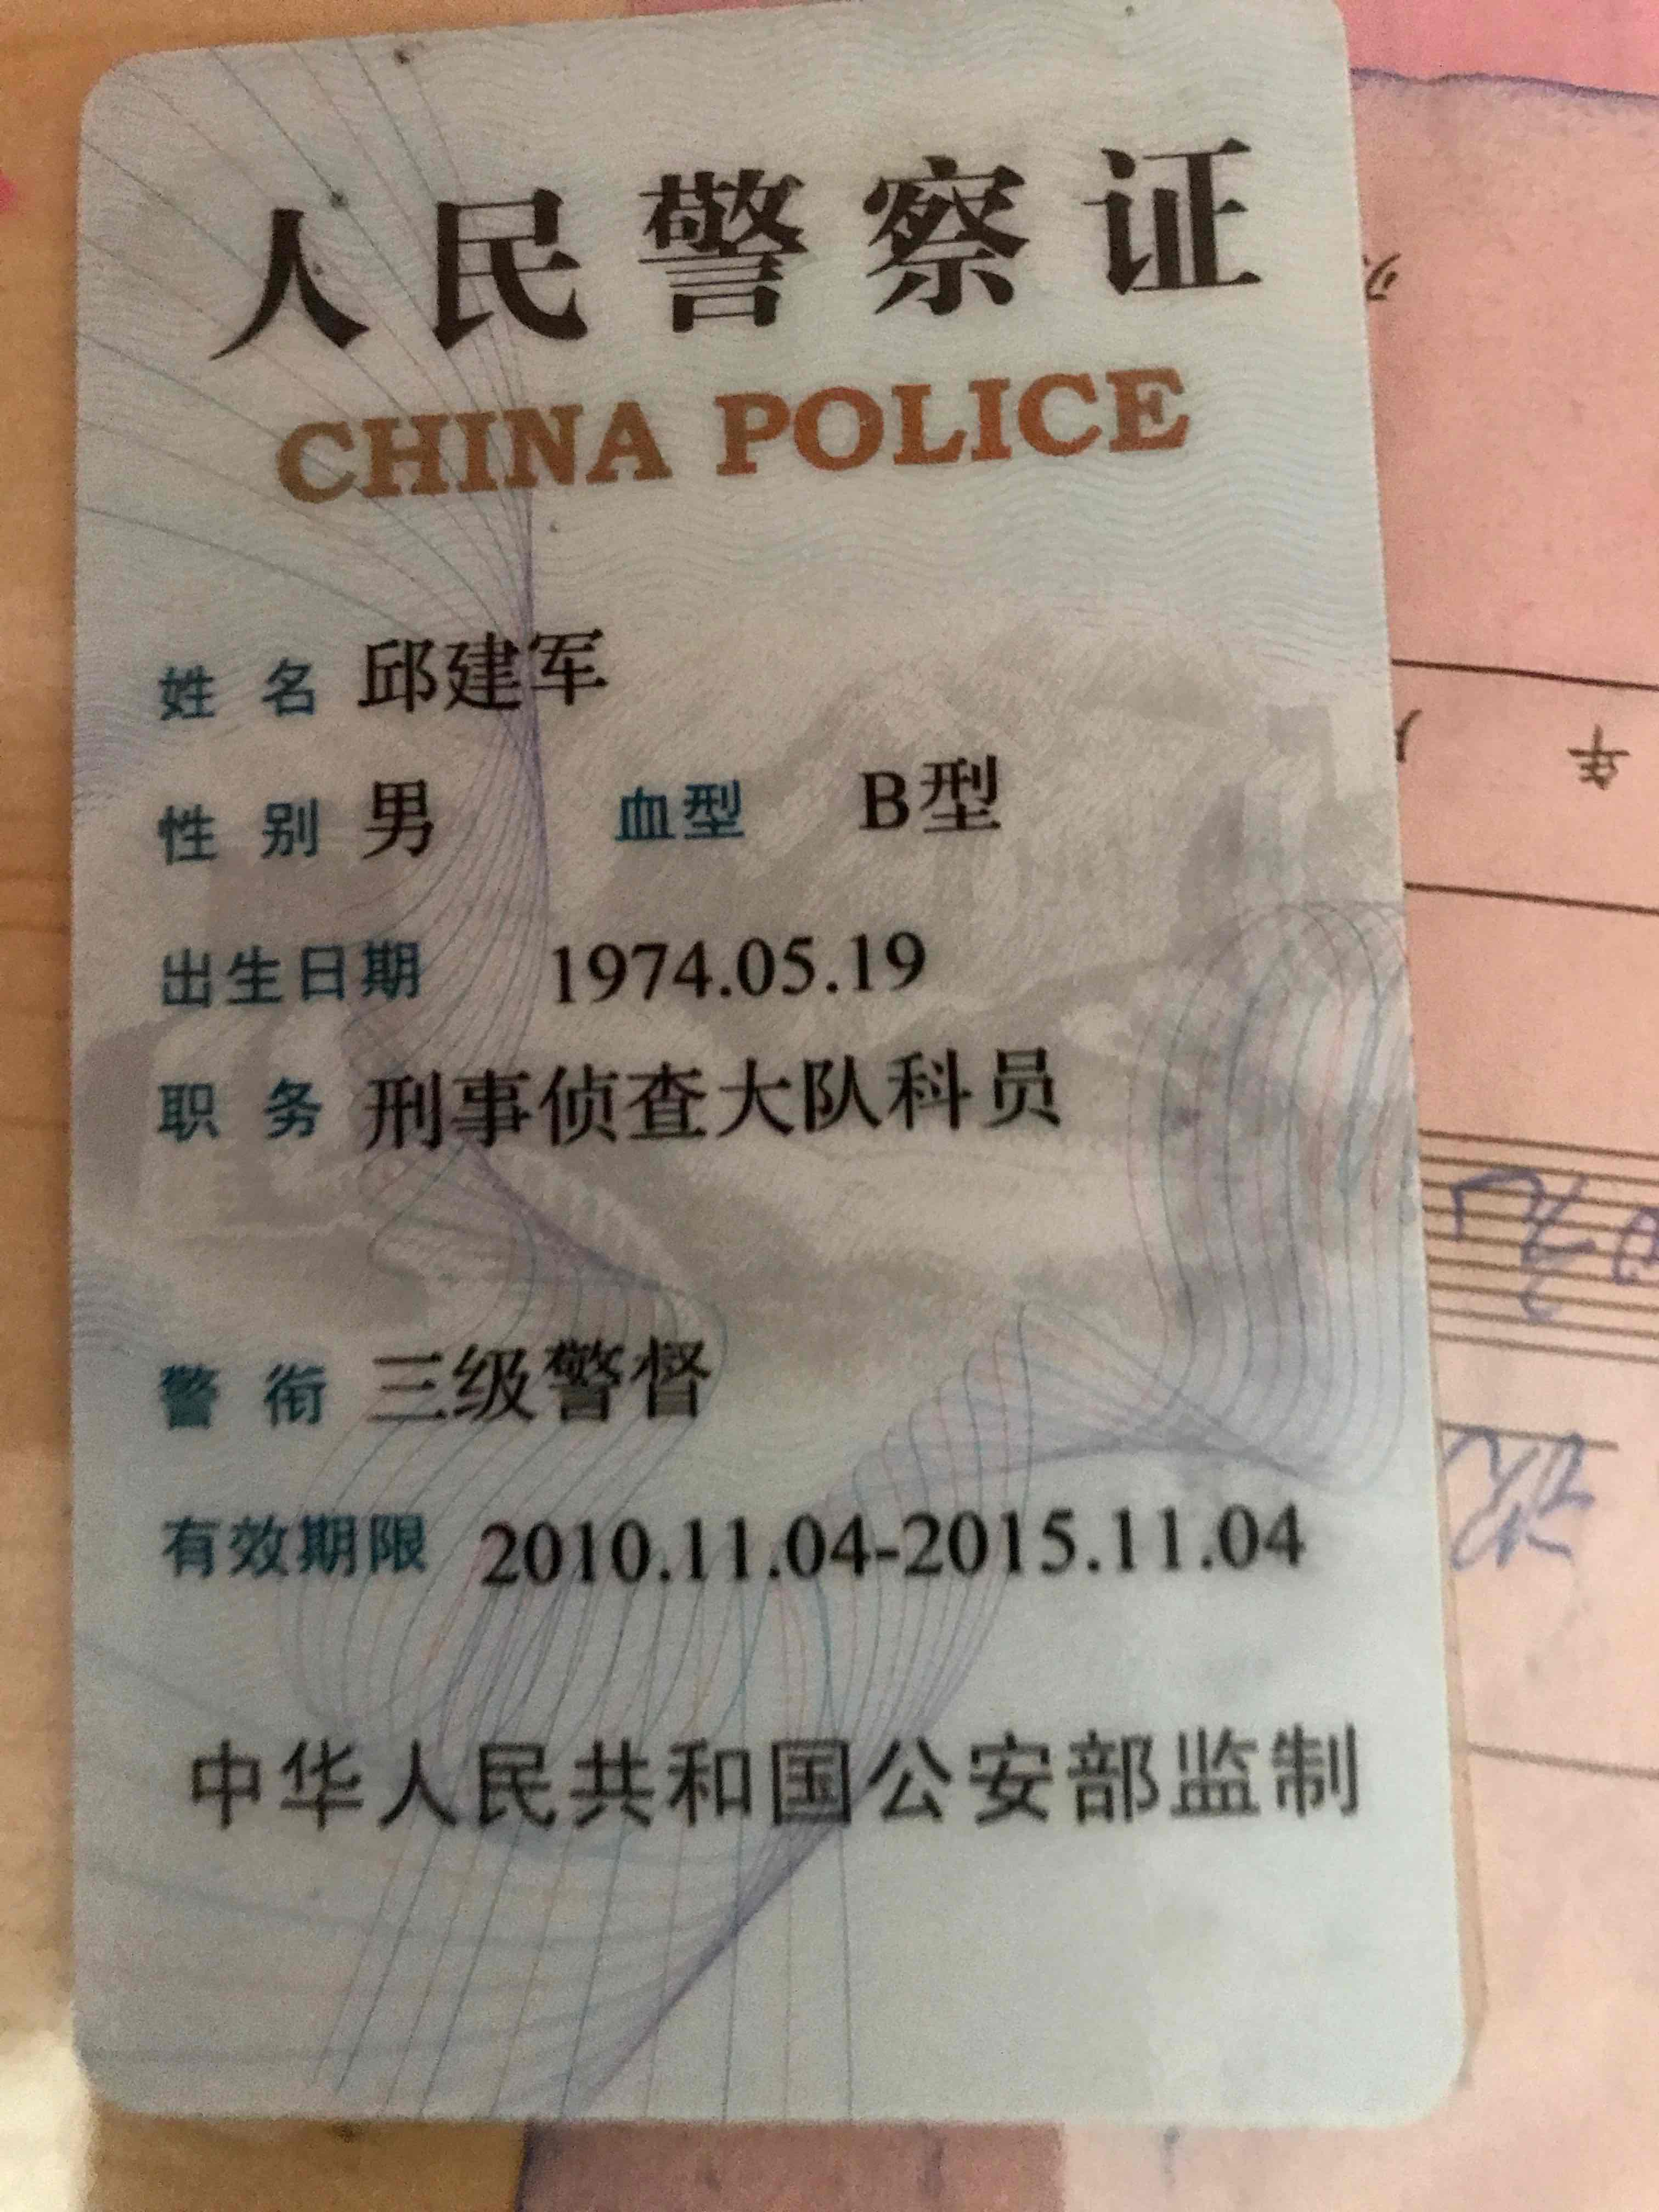 人民警察证
CHINA POLICE
姓名 邱建军
性别 男 血型 B型
出生日期 1974.05.19
职务 刑事侦查大队科员
警衔 三级警督
有效期限 2010.11.04-2015.11.04
中华人民共和国公安部监制
年